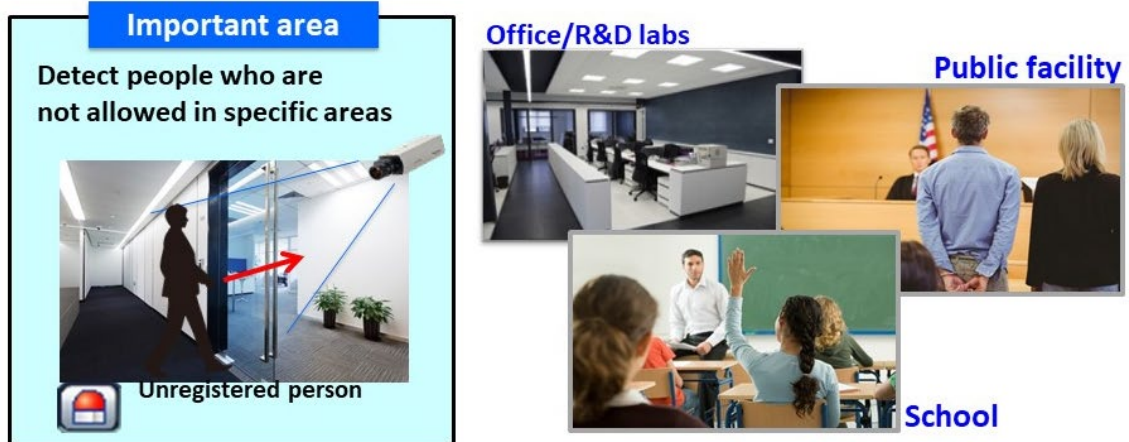 Important area
Detect people who are
not allowed in specific areas
Unregistered person
Office/R&D labs
Public facility
School